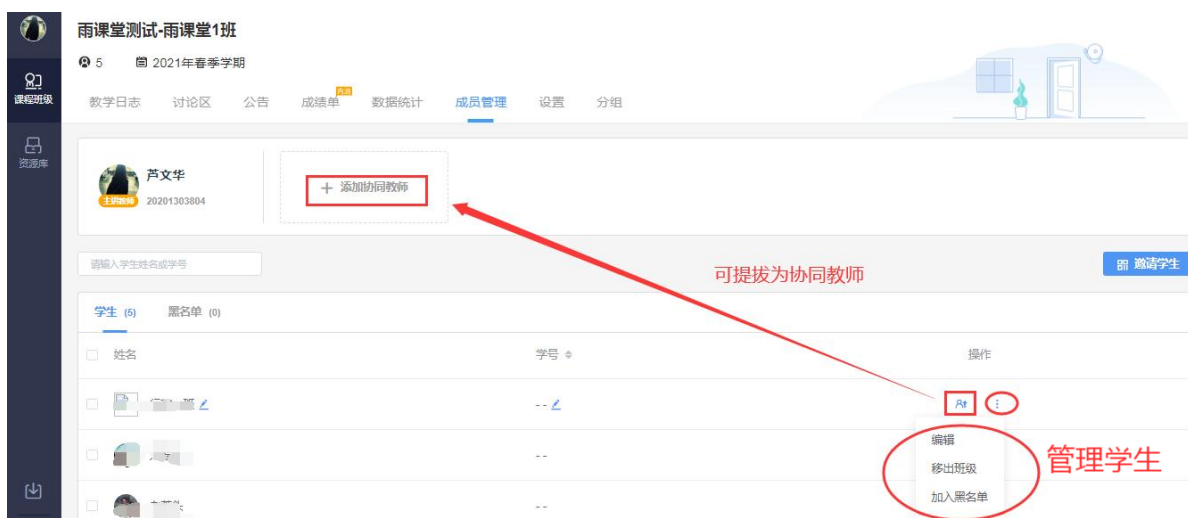 雨课堂测试-雨课堂1班
5 2021年春季学期
课程班级
教学日志 讨论区 公告 成绩单 数据统计 成员管理 设置 分组
资源库
芦文华
主讲教师 20201303804
+ 添加协同教师
请输入学生姓名或学号
可提拔为协同教师
邀请学生
学生 (5) 黑名单 (0)
姓名 学号 操作
--
编辑
--
移出班级
管理学生
加入黑名单
--